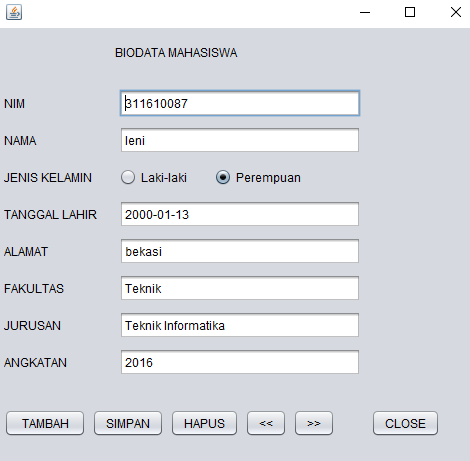 BIODATA MAHASISWA
NIM 311610087
NAMA leni
JENIS KELAMIN Laki-laki Perempuan
TANGGAL LAHIR 2000-01-13
ALAMAT bekasi
FAKULTAS Teknik
JURUSAN Teknik Informatika
ANGKATAN 2016
TAMBAH SIMPAN HAPUS << >> CLOSE